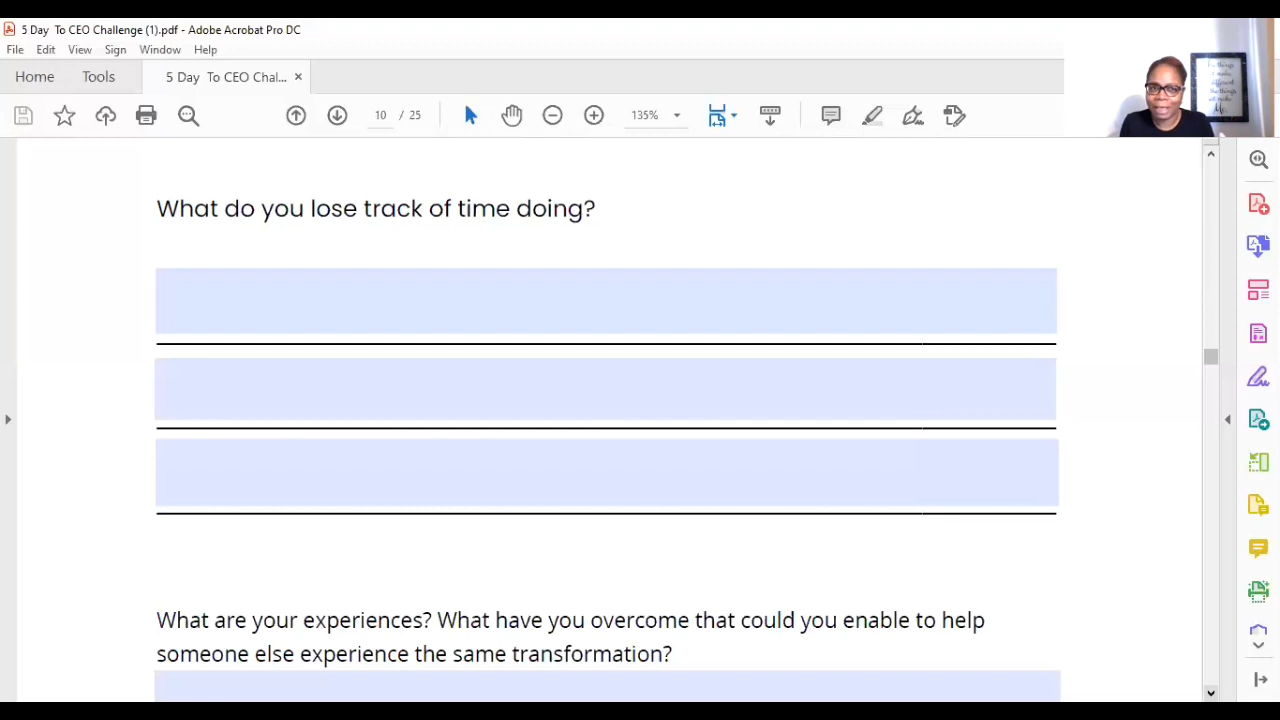 5 Day  To CEO Challenge (1).pdf - Adobe Acrobat Pro DC
File Edit View Sign Window Help
Home Tools 5 Day  To CEO Chal... ×
10 / 25 135%
What do you lose track of time doing?
What are your experiences? What have you overcome that could you enable to help
someone else experience the same transformation?